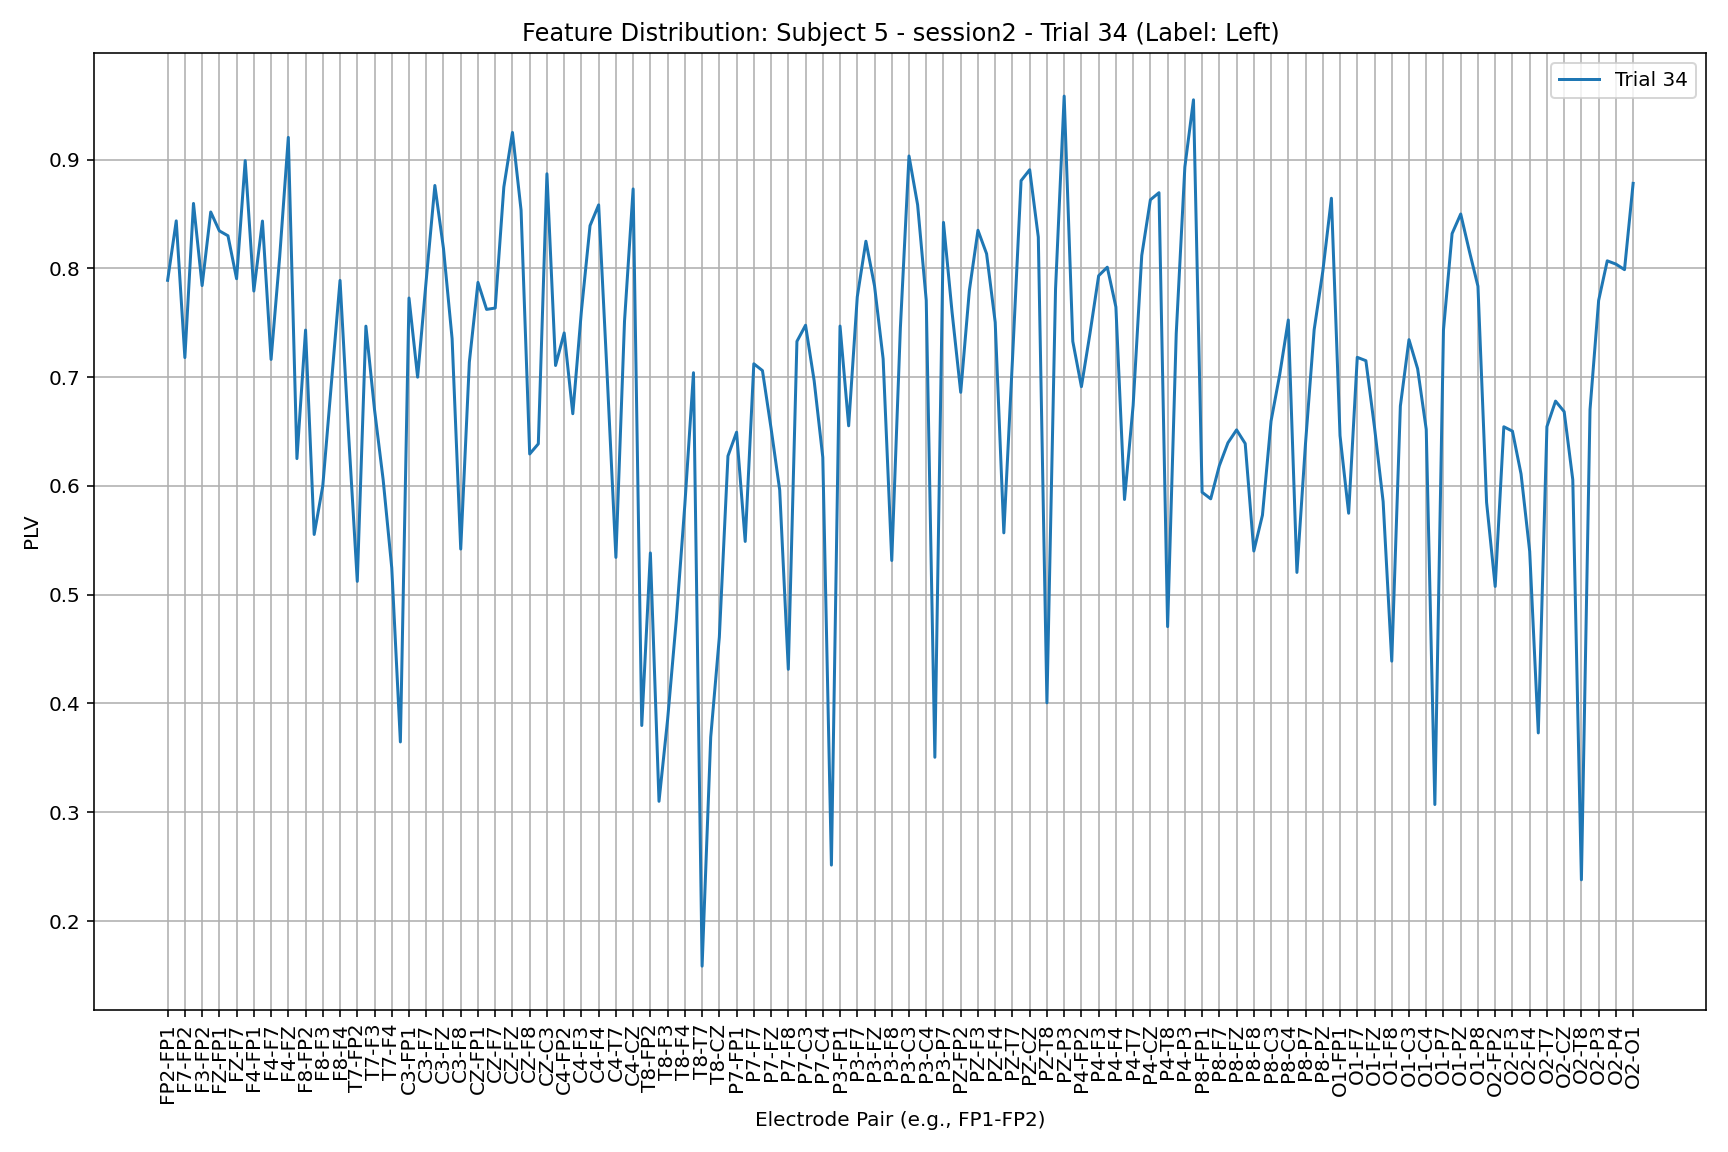 Feature Distribution: Subject 5 - session2 - Trial 34 (Label: Left)
Trial 34
PLV
0.9
0.8
0.7
0.6
0.5
0.4
0.3
0.2
FP2-FP1
F7-FP2
F3-FP2
FZ-FP1
FZ-F7
F4-FP1
F4-F7
F4-FZ
F8-FP2
F8-F3
F8-F4
T7-FP2
T7-F3
T7-F4
C3-FP1
C3-F7
C3-FZ
C3-F8
CZ-FP1
CZ-F7
CZ-FZ
CZ-F8
CZ-C3
C4-FP2
C4-F3
C4-F4
C4-T7
C4-CZ
T8-FP2
T8-F3
T8-F4
T8-T7
T8-CZ
P7-FP1
P7-F7
P7-FZ
P7-F8
P7-C3
P7-C4
P3-FP1
P3-F7
P3-FZ
P3-F8
P3-C3
P3-C4
P3-P7
PZ-FP2
PZ-F3
PZ-F4
PZ-T7
PZ-CZ
PZ-T8
PZ-P3
P4-FP2
P4-F3
P4-F4
P4-T7
P4-CZ
P4-T8
P4-P3
P8-FP1
P8-F7
P8-FZ
P8-F8
P8-C3
P8-C4
P8-P7
P8-PZ
O1-FP1
O1-F7
O1-FZ
O1-F8
O1-C3
O1-C4
O1-P7
O1-PZ
O1-P8
O2-FP2
O2-F3
O2-F4
O2-T7
O2-CZ
O2-T8
O2-P3
O2-P4
O2-O1
Electrode Pair (e.g., FP1-FP2)